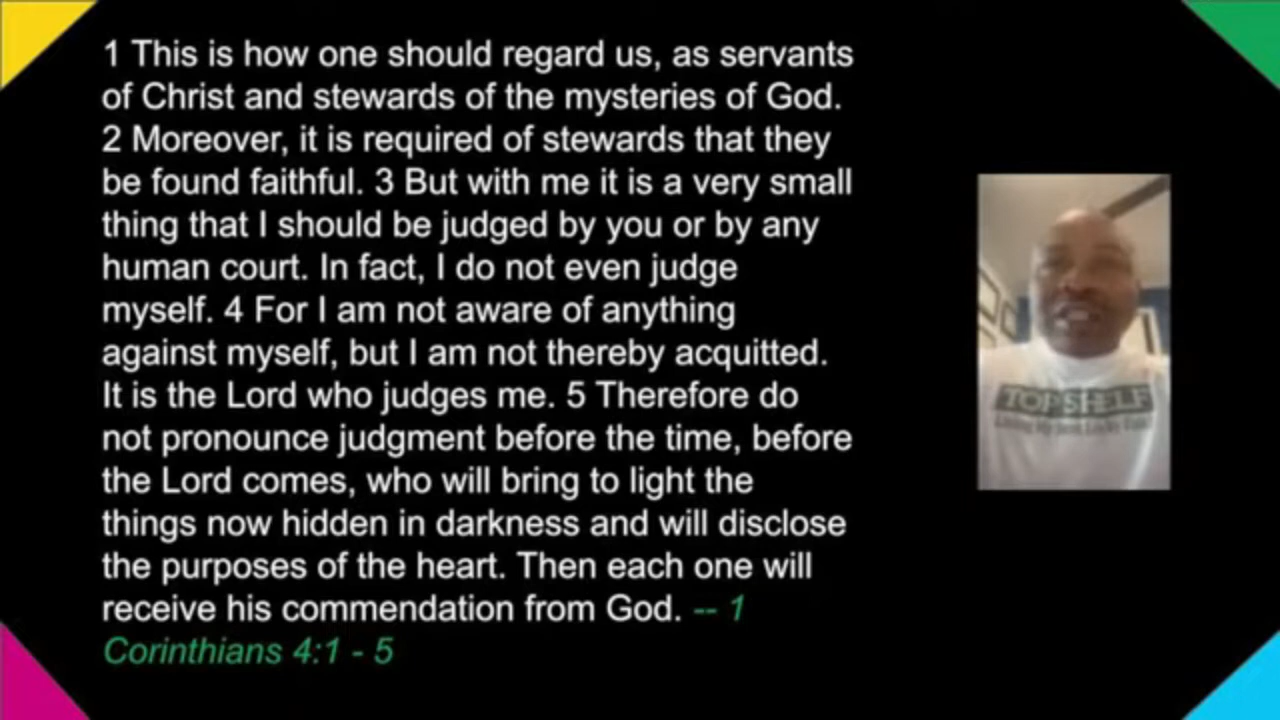 1 This is how one should regard us, as servants
of Christ and stewards of the mysteries of God.
2 Moreover, it is required of stewards that they
be found faithful. 3 But with me it is a very small
thing that I should be judged by you or by any
human court. In fact, I do not even judge
myself. 4 For I am not aware of anything
against myself, but I am not thereby acquitted.
It is the Lord who judges me. 5 Therefore do
not pronounce judgment before the time, before
the Lord comes, who will bring to light the
things now hidden in darkness and will disclose
the purposes of the heart. Then each one will
receive his commendation from God. -- 1
Corinthians 4:1 - 5
TOPSHELF